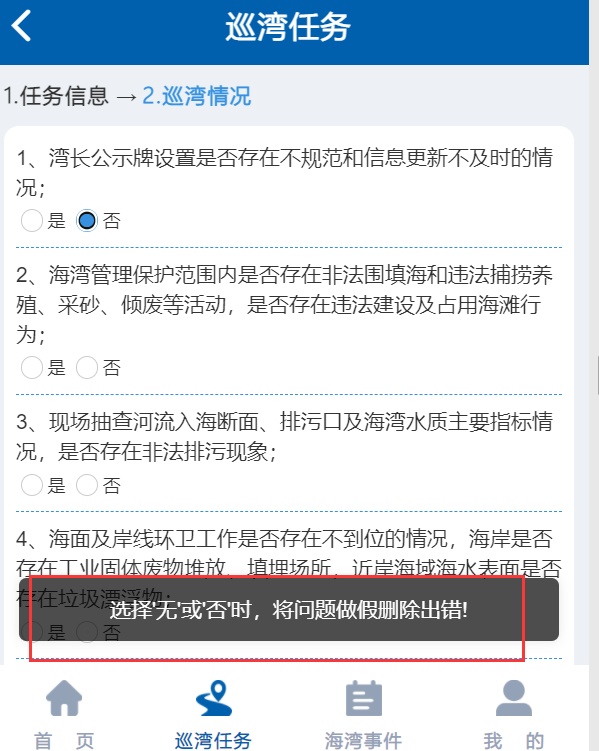 巡湾任务
1.任务信息 → 2.巡湾情况
1、湾长公示牌设置是否存在不规范和信息更新不及时的情
况；
是 否
2、海湾管理保护范围内是否存在非法围填海和违法捕捞养
殖、采砂、倾废等活动，是否存在违法建设及占用海滩行
为；
是 否
3、现场抽查河流入海断面、排污口及海湾水质主要指标情
况，是否存在非法排污现象；
是 否
4、海面及岸线环卫工作是否存在不到位的情况，海岸是否
存在工业固体废物堆放、填埋场所，近岸海域海水表面是否
存在垃圾漂浮物；
选择'无'或'否'时，将问题做假删除出错!
是 否
首 页 巡湾任务 海湾事件 我 的